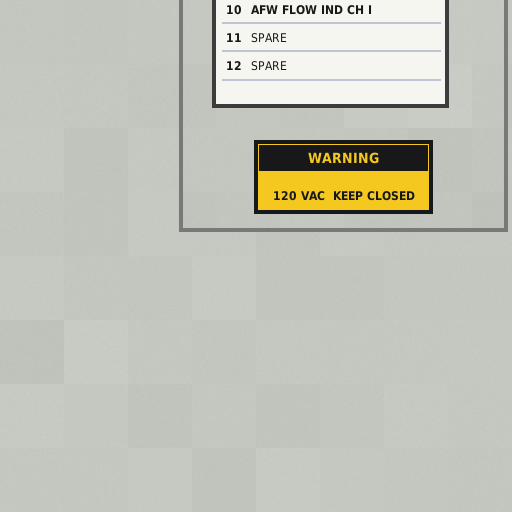 10 AFW FLOW IND CH I
11 SPARE
12 SPARE
WARNING
120 VAC KEEP CLOSED